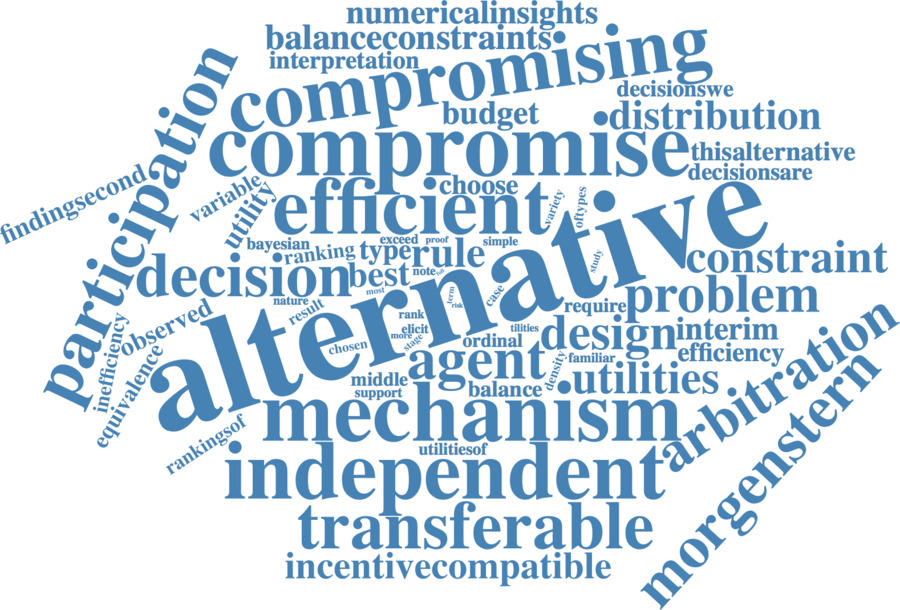 numericalinsights
balanceconstraints
interpretation
compromising
decisionswe
budget
distribution
participation
compromise
thisalternative
decisionsare
findingsecond
variable
utility
choose
efficient
variety
oftypes
alternative
bayesian
exceed
proof
simple
ranking
type
rule
study
constraint
decision
best
note
full
most
term
risk
case
nature
result
rank
require
problem
observed
elicit
more
stage
tilities
chosen
ordinal
design
interim
inefficiency
equivalence
agent
density
familiar
efficiency
middle
support
balance
utilities
arbitration
mechanism
rankingsof
utilitiesof
independent
morgenstern
transferable
incentivecompatible